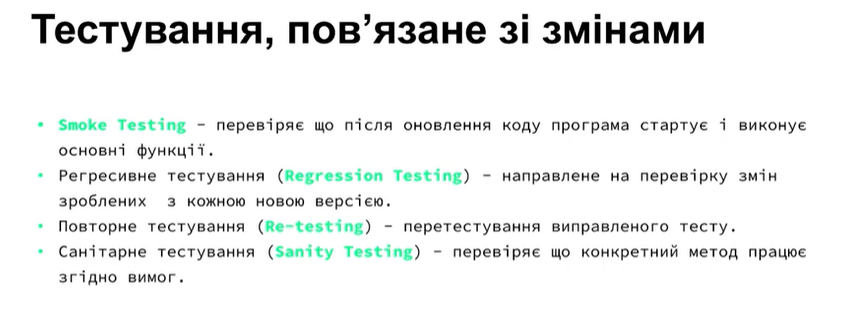 Тестування, пов’язане зі змінами
• Smoke Testing - перевіряє що після оновлення коду програма стартує і виконує
основні функції.
• Регресивне тестування (Regression Testing) - направлене на перевірку змін
зроблених  з кожною новою версією.
• Повторне тестування (Re-testing) - перетестування виправленого тесту.
• Санітарне тестування (Sanity Testing) - перевіряє що конкретний метод працює
згідно вимог.